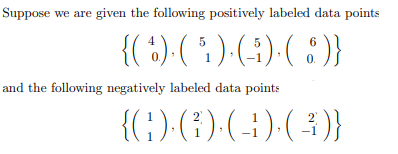 Suppose we are given the following positively labeled data points
{(4 0), (5 1), (5 −1), (6 0)}
and the following negatively labeled data points
{(1 1), (2 1), (1 −1), (2 −1)}